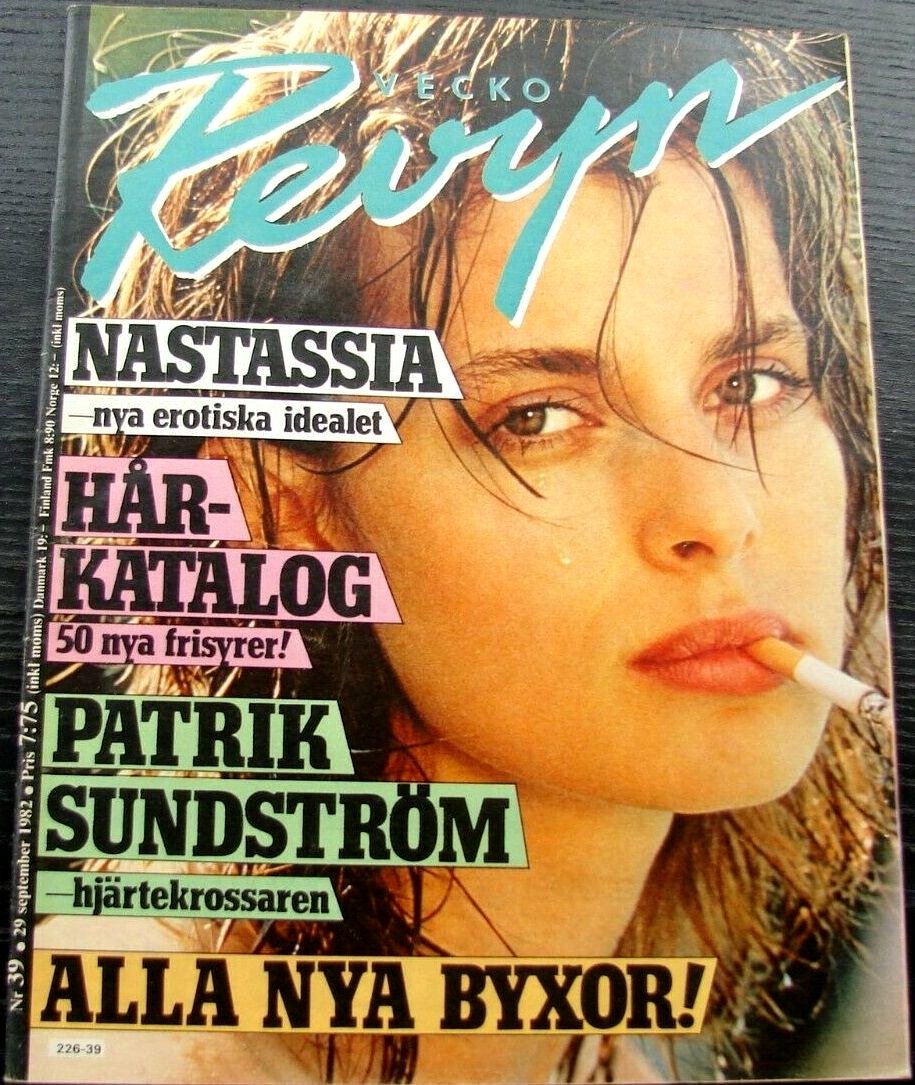 VECKO
Revyn
NASTASSIA
—nya erotiska idealet
HÅR-
KATALOG
50 nya frisyrer!
PATRIK
SUNDSTRÖM
—hjärtekrossaren
ALLA NYA BYXOR!
226-39
Nr 39 • 29 september 1982 • Pris 7:75 (inkl moms) Danmark 19:– Finland Fmk 8:90 Norge 12:– (inkl moms)